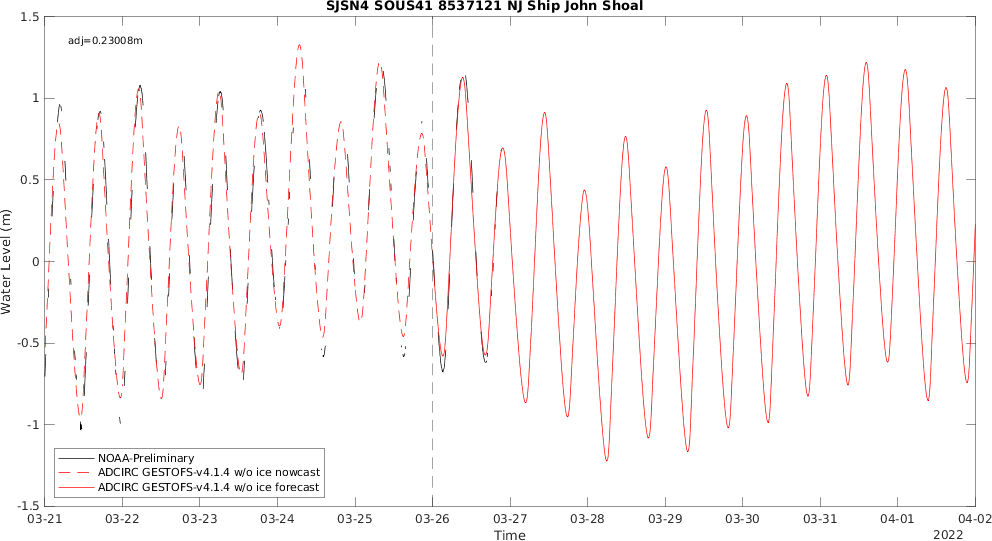 SJSN4 SOUS41 8537121 NJ Ship John Shoal
adj=0.23008m
1.5
1
0.5
0
-0.5
-1
-1.5
Water Level (m)
NOAA-Preliminary
ADCIRC GESTOFS-v4.1.4 w/o ice nowcast
ADCIRC GESTOFS-v4.1.4 w/o ice forecast
03-21 03-22 03-23 03-24 03-25 03-26 03-27 03-28 03-29 03-30 03-31 04-01 04-02
Time
2022